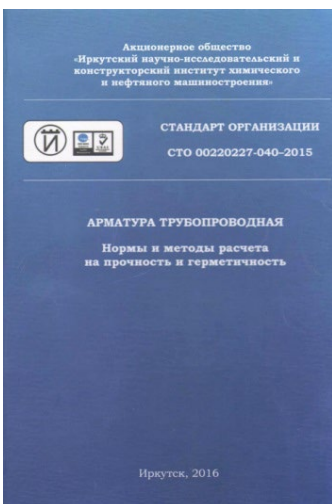 Акционерное общество
«Иркутский научно-исследовательский и
конструкторский институт химического
и нефтяного машиностроения»
СТАНДАРТ ОРГАНИЗАЦИИ
СТО 00220227-040–2015
АРМАТУРА ТРУБОПРОВОДНАЯ
Нормы и методы расчета
на прочность и герметичность
Иркутск, 2016